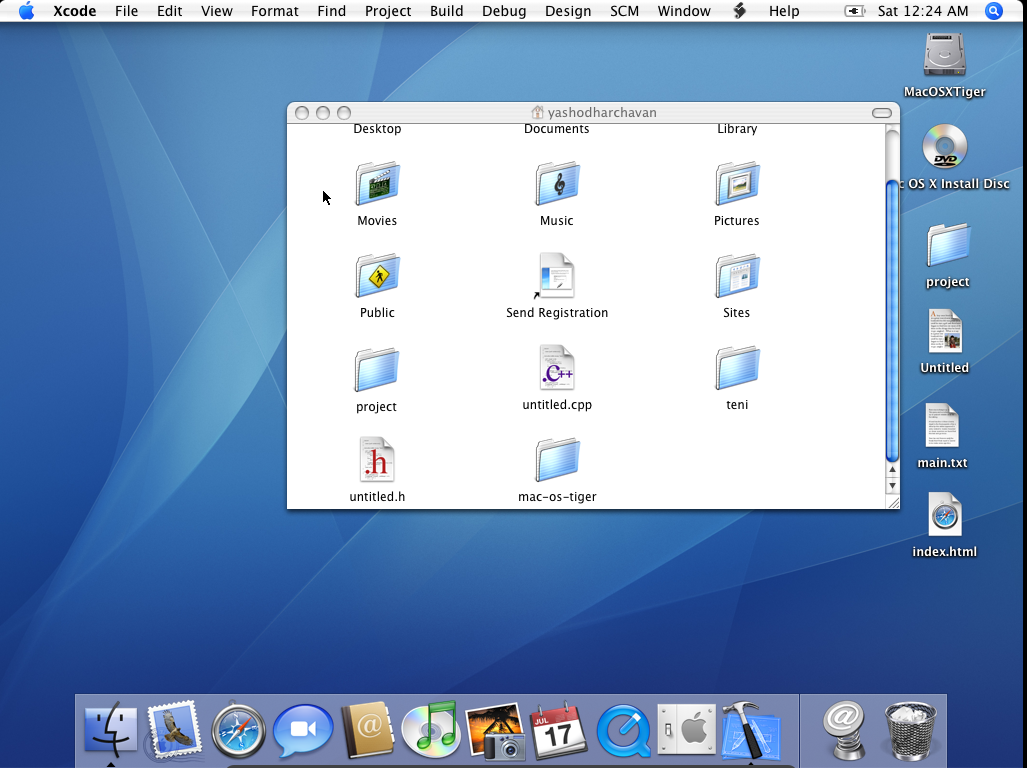 Xcode File Edit View Format Find Project Build Debug Design SCM Window Help Sat 12:24 AM
MacOSXTiger
yashodharchavan
Desktop Documents Library
DVD
c OS X Install Disc
Movies Music Pictures
project
Public Send Registration Sites
Untitled
project untitled.cpp teni
.C++
main.txt
.h
untitled.h mac-os-tiger
index.html
JUL
17